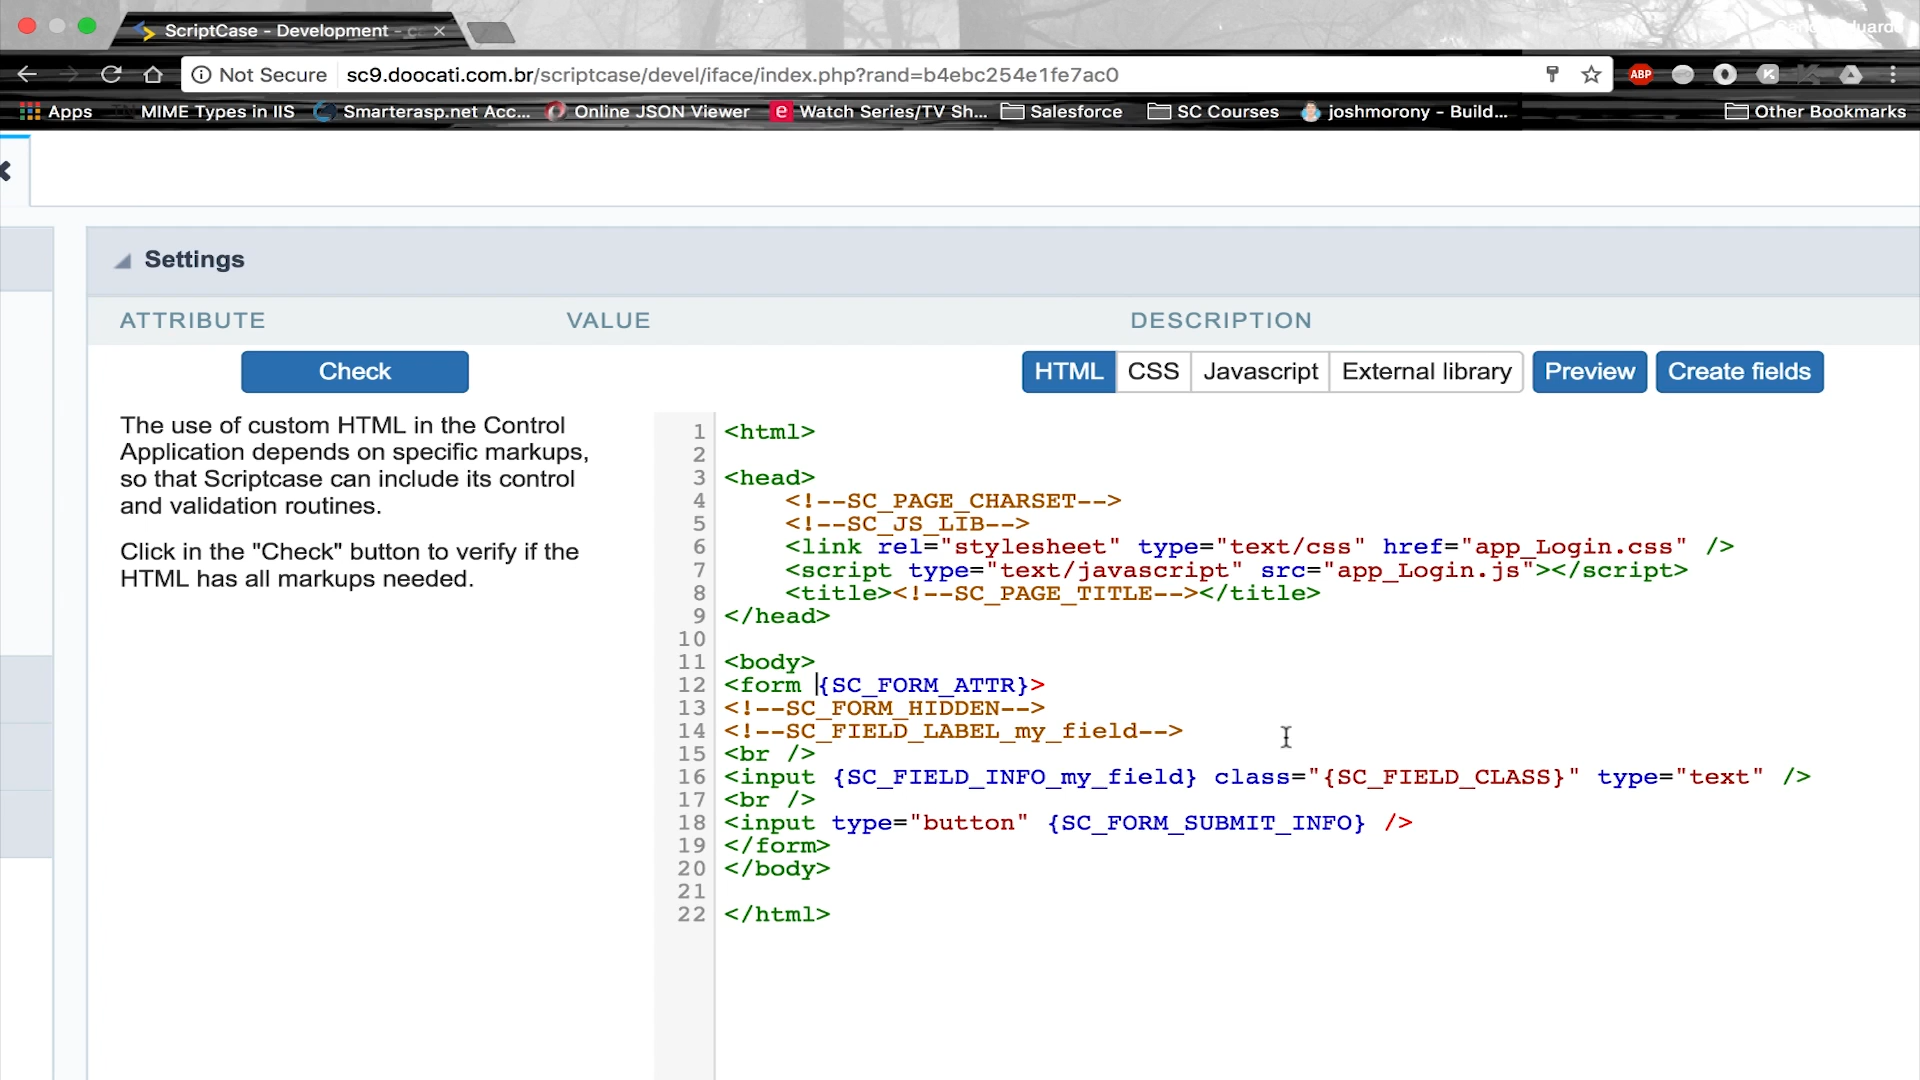 ScriptCase - Development - c
Not Secure sc9.doocati.com.br/scriptcase/devel/iface/index.php?rand=b4ebc254e1fe7ac0
ABP
Apps MIME Types in IIS Smarterasp.net Acc... Online JSON Viewer Watch Series/TV Sh... Salesforce SC Courses joshmorony - Build... Other Bookmarks
Settings
ATTRIBUTE VALUE DESCRIPTION
Check HTML CSS Javascript External library Preview Create fields
The use of custom HTML in the Control
Application depends on specific markups,
so that Scriptcase can include its control
and validation routines.
Click in the "Check" button to verify if the
HTML has all markups needed.
1 <html>
2
3 <head>
4 <!--SC_PAGE_CHARSET-->
5 <!--SC_JS_LIB-->
6 <link rel="stylesheet" type="text/css" href="app_Login.css" />
7 <script type="text/javascript" src="app_Login.js"></script>
8 <title><!--SC_PAGE_TITLE--></title>
9 </head>
10
11 <body>
12 <form {SC_FORM_ATTR}>
13 <!--SC_FORM_HIDDEN-->
14 <!--SC_FIELD_LABEL_my_field-->
15 <br />
16 <input {SC_FIELD_INFO_my_field} class="{SC_FIELD_CLASS}" type="text" />
17 <br />
18 <input type="button" {SC_FORM_SUBMIT_INFO} />
19 </form>
20 </body>
21
22 </html>